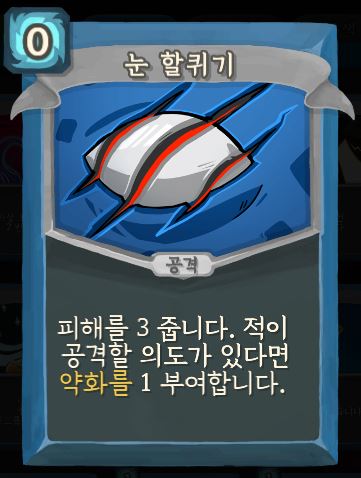 0
눈 할퀴기
공격
피해를 3 줍니다. 적이
공격할 의도가 있다면
약화를 1 부여합니다.